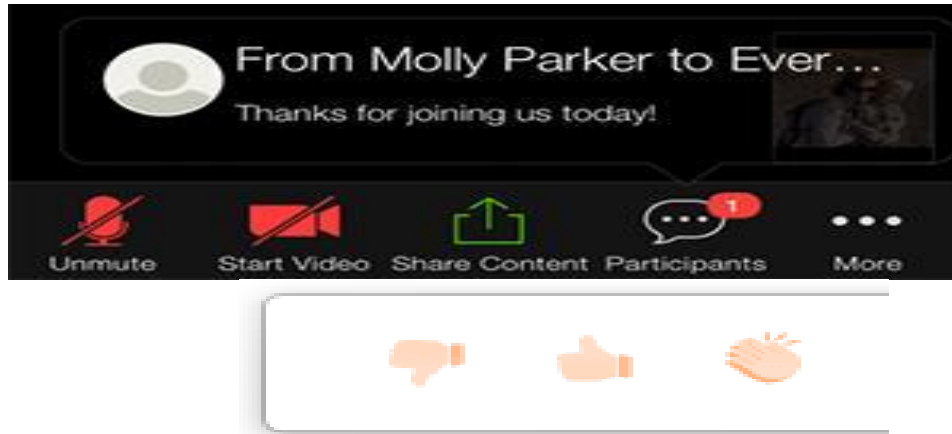 From Molly Parker to Ever...
Thanks for joining us today!
1
Unmute Start Video Share Content Participants More